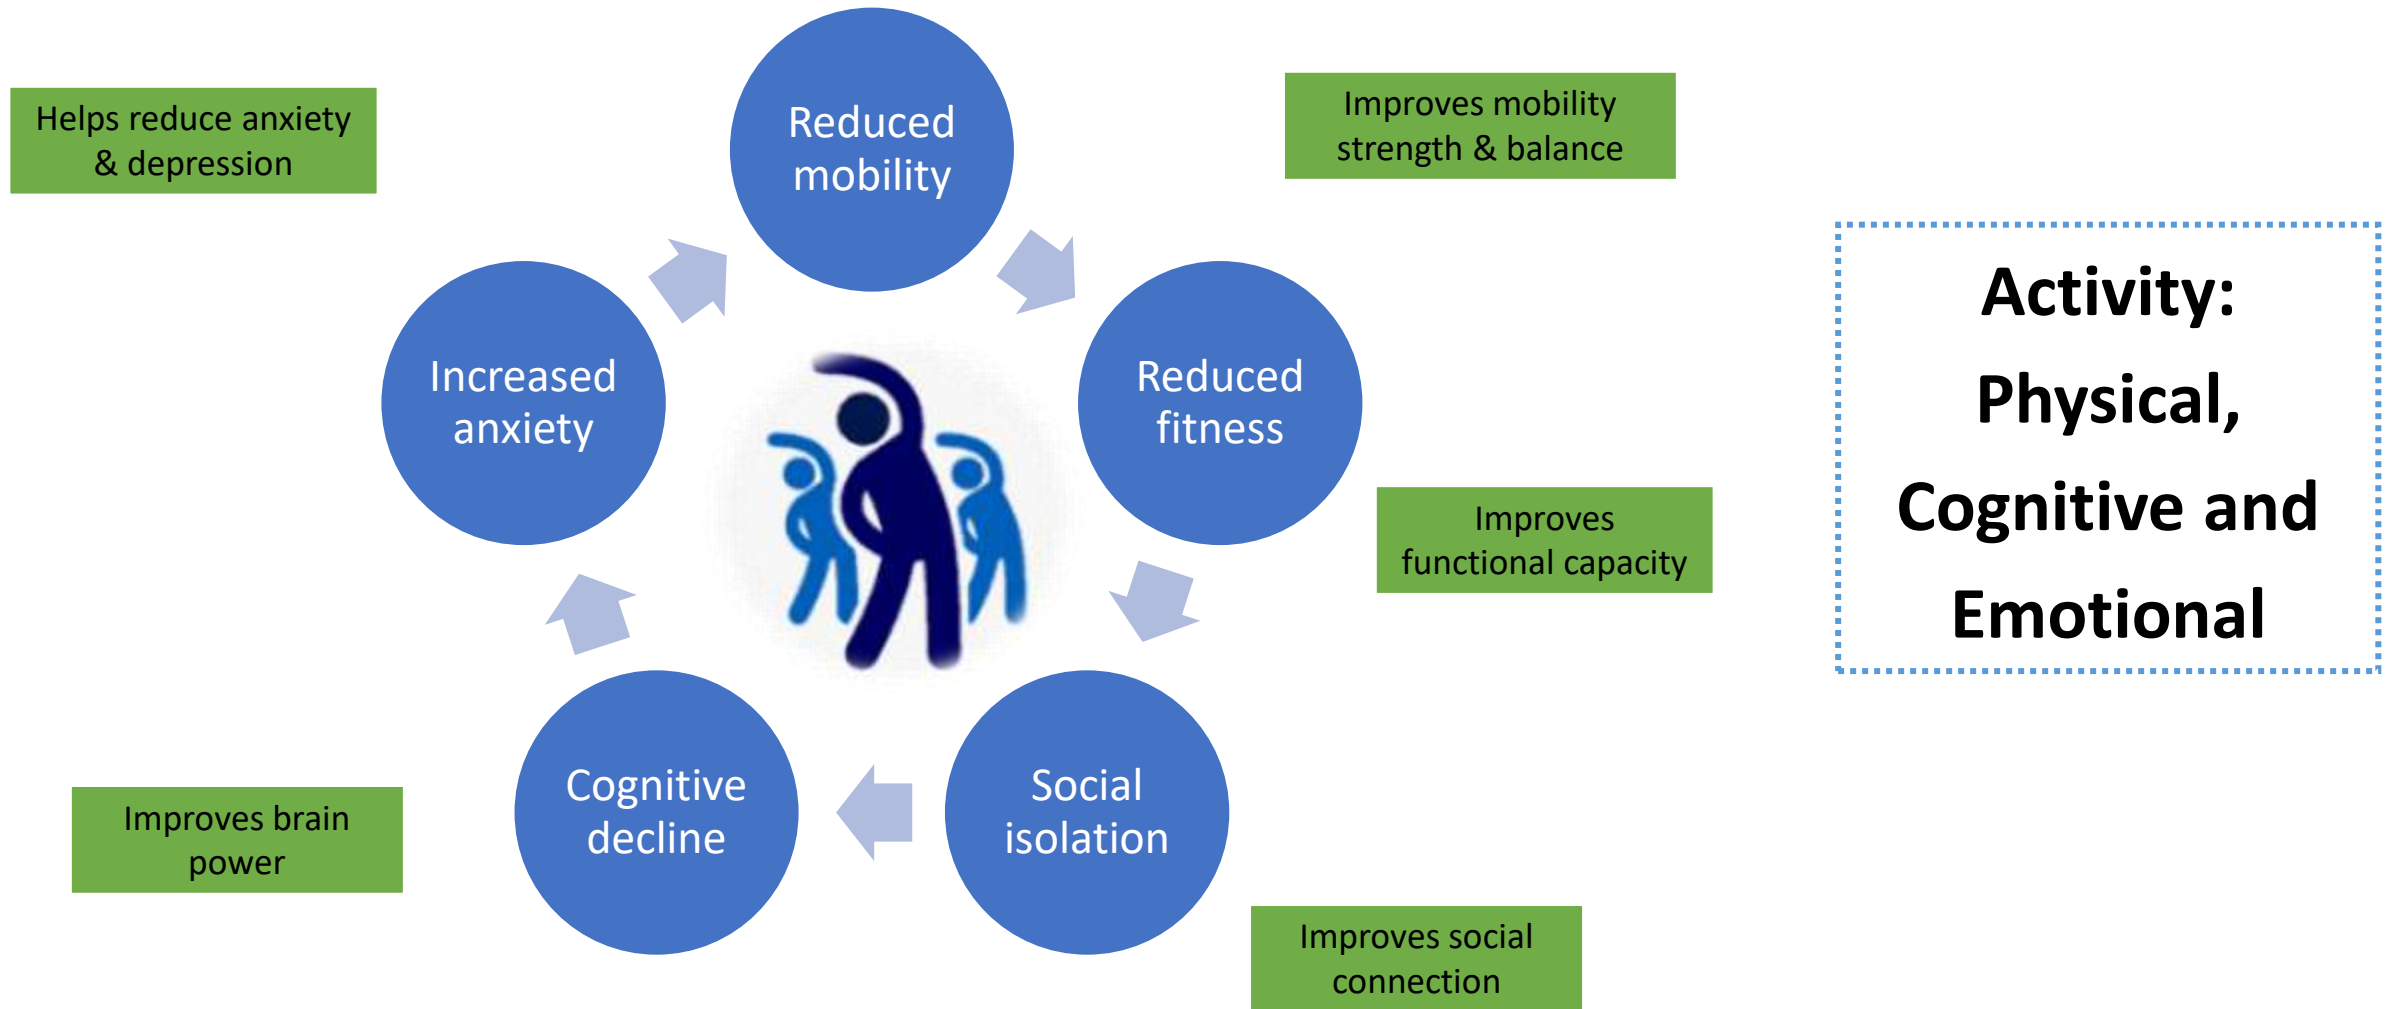 Reduced
mobility
Helps reduce anxiety
& depression
Improves mobility
strength & balance
Increased
anxiety
Reduced
fitness
Improves
functional capacity
Cognitive
decline
Social
isolation
Improves brain
power
Improves social
connection
Activity:
Physical,
Cognitive and
Emotional